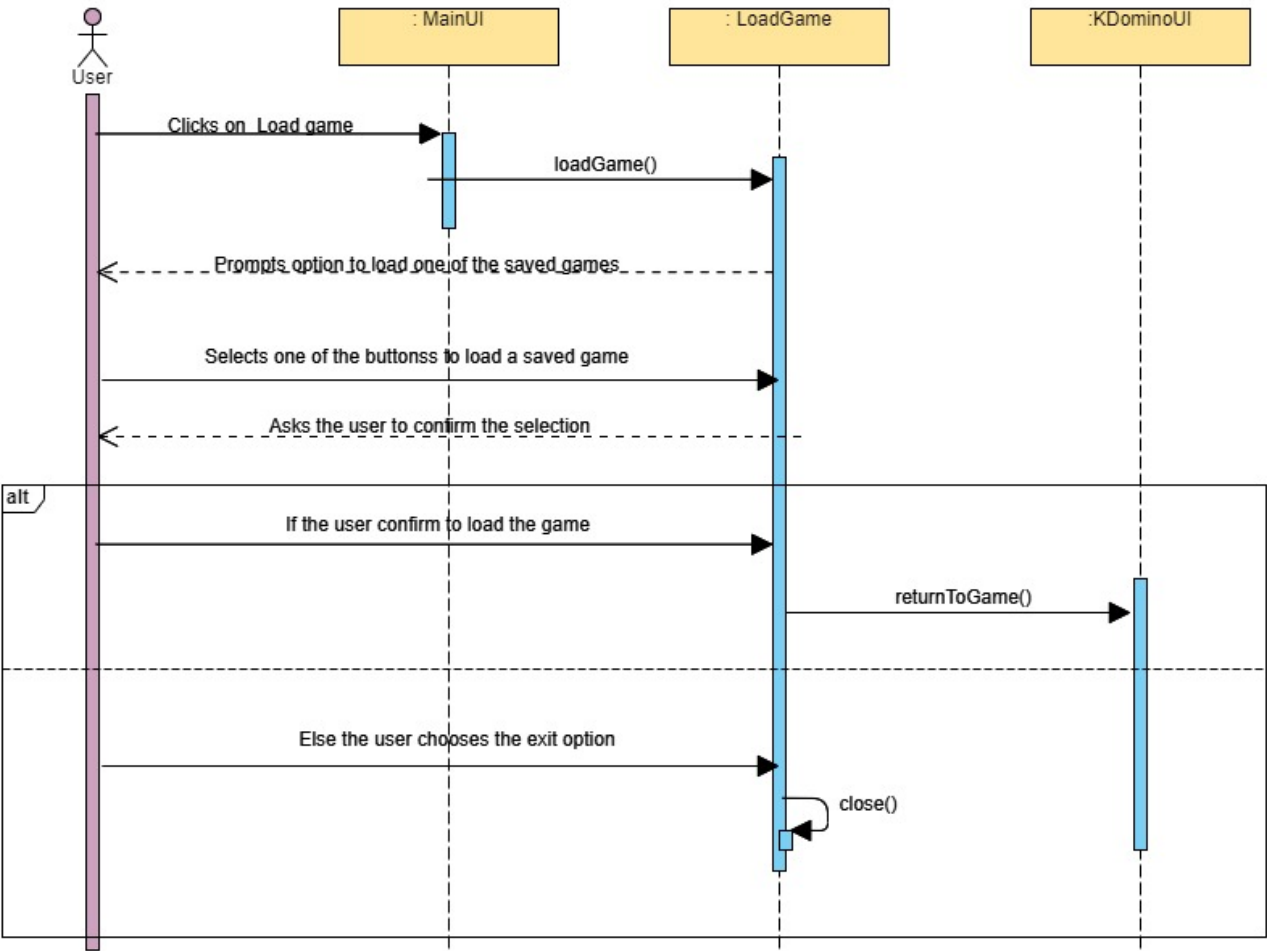 : MainUI
: LoadGame
:KDominoUI
User
Clicks on  Load game
loadGame()
Prompts option to load one of the saved games
Selects one of the buttonss to load a saved game
Asks the user to confirm the selection
alt
If the user confirm to load the game
returnToGame()
Else the user chooses the exit option
close()